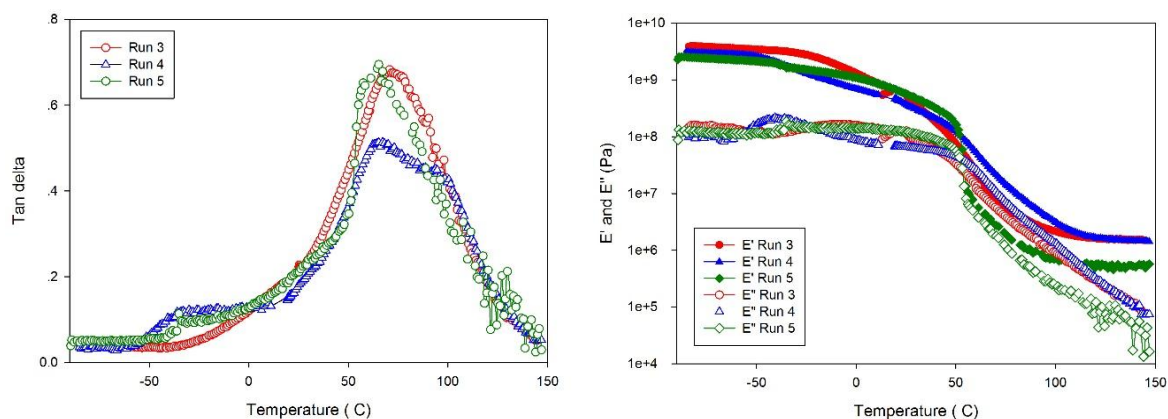 .8
.6
.4
.2
0.0
Tan delta
Run 3
Run 4
Run 5
-50
0
50
100
150
Temperature ( C)
1e+10
1e+9
1e+8
1e+7
1e+6
1e+5
1e+4
E' and E" (Pa)
E' Run 3
E' Run 4
E' Run 5
E" Run 3
E" Run 4
E" Run 5
-50
0
50
100
150
Temperature ( C)